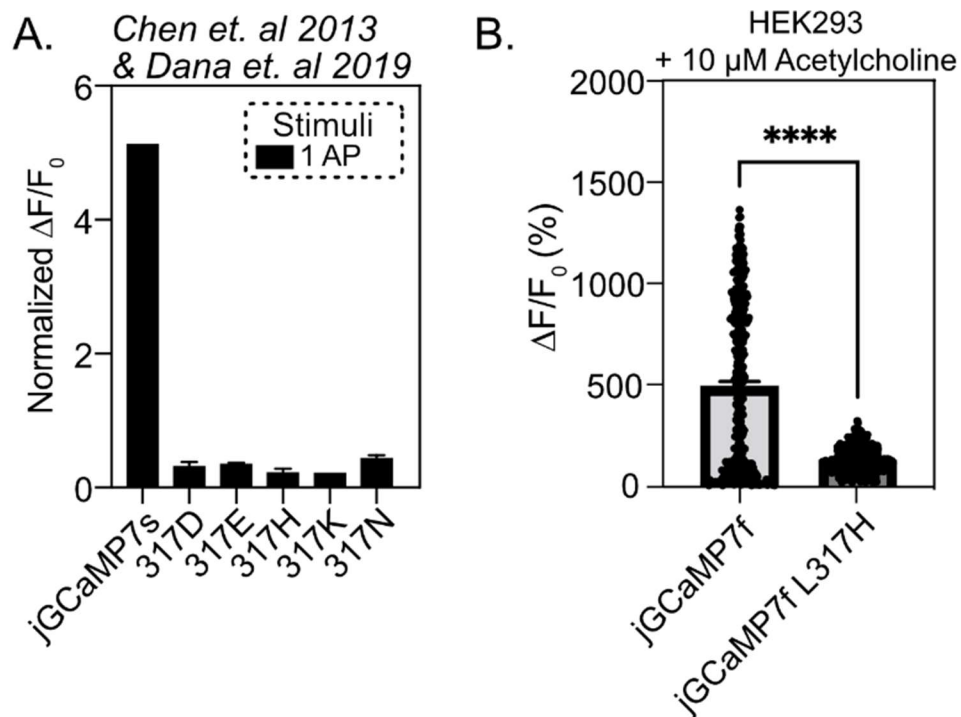 A.
Chen et. al 2013
& Dana et. al 2019
Normalized ΔF/F0
6
4
2
0
Stimuli
1 AP
jGCaMP7s
317D
317E
317H
317K
317N
B.
HEK293
+ 10 µM Acetylcholine
ΔF/F0 (%)
2000
1500
1000
500
0
****
jGCaMP7f
jGCaMP7f L317H